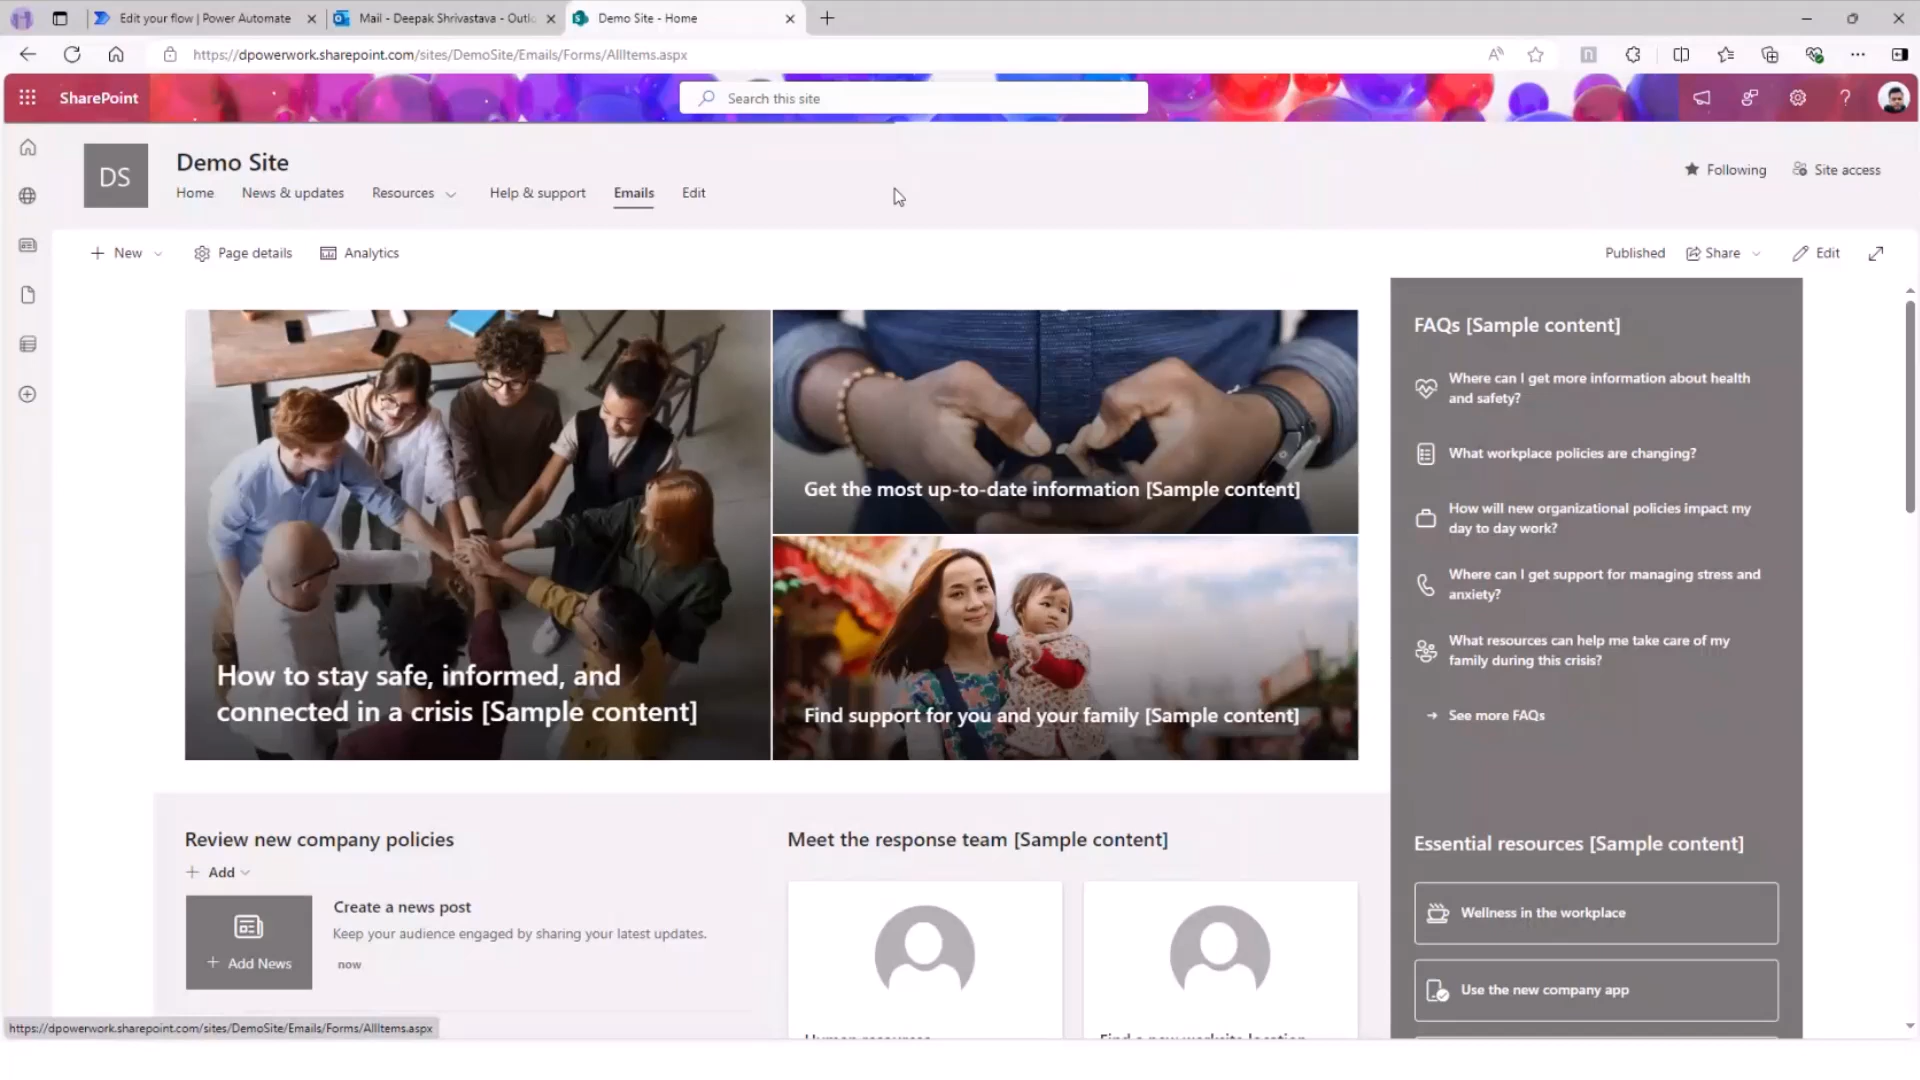 Edit your flow | Power Automate
Mail - Deepak Shrivastava - Outlo
Demo Site - Home
https://dpowerwork.sharepoint.com/sites/DemoSite/Emails/Forms/AllItems.aspx
SharePoint
Search this site
DS
Demo Site
Home
News & updates
Resources
Help & support
Emails
Edit
Following
Site access
New
Page details
Analytics
Published
Share
Edit
How to stay safe, informed, and
connected in a crisis [Sample content]
Get the most up-to-date information [Sample content]
Find support for you and your family [Sample content]
FAQs [Sample content]
Where can I get more information about health
and safety?
What workplace policies are changing?
How will new organizational policies impact my
day to day work?
Where can I get support for managing stress and
anxiety?
What resources can help me take care of my
family during this crisis?
See more FAQs
Review new company policies
Add
Add News
Create a news post
Keep your audience engaged by sharing your latest updates.
now
Meet the response team [Sample content]
Human resources
Find a new website location
Essential resources [Sample content]
Wellness in the workplace
Use the new company app
https://dpowerwork.sharepoint.com/sites/DemoSite/Emails/Forms/AllItems.aspx